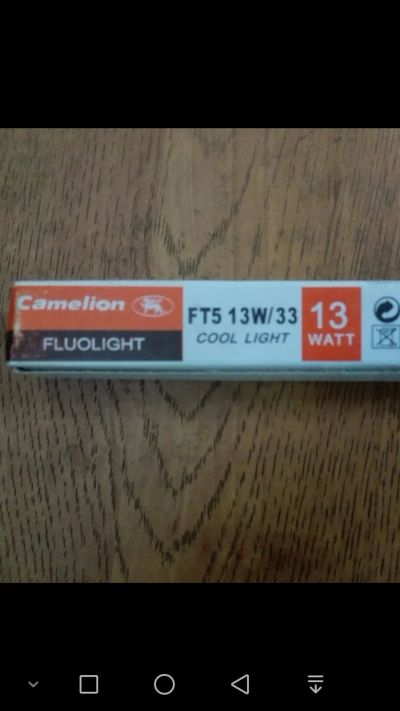 Camelion
FLUOLIGHT
FT5 13W/33
COOL LIGHT
13
WATT